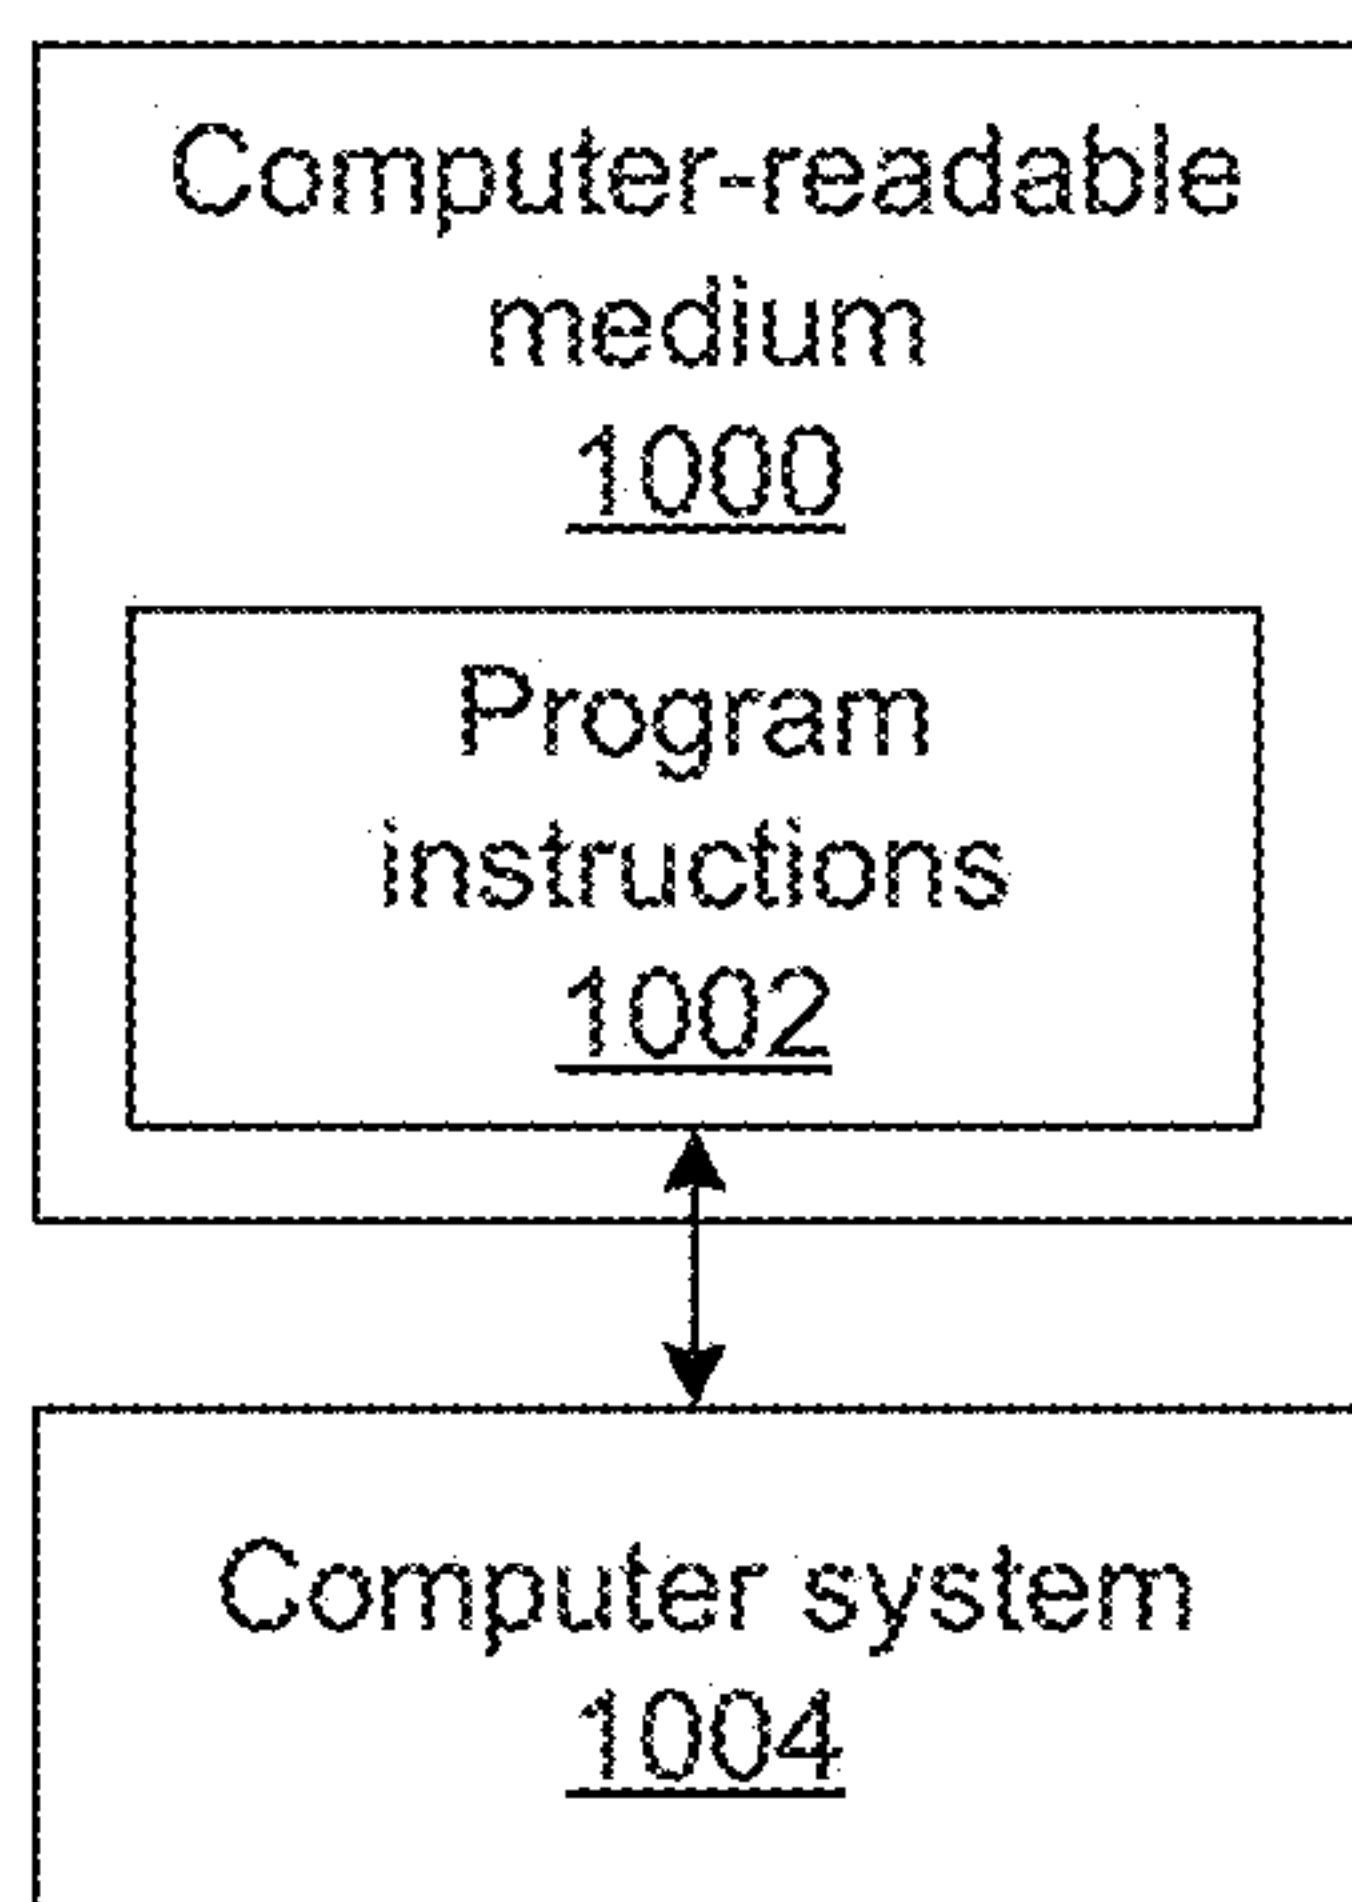 Computer-readable
medium
1000
Program
instructions
1002
Computer system
1004